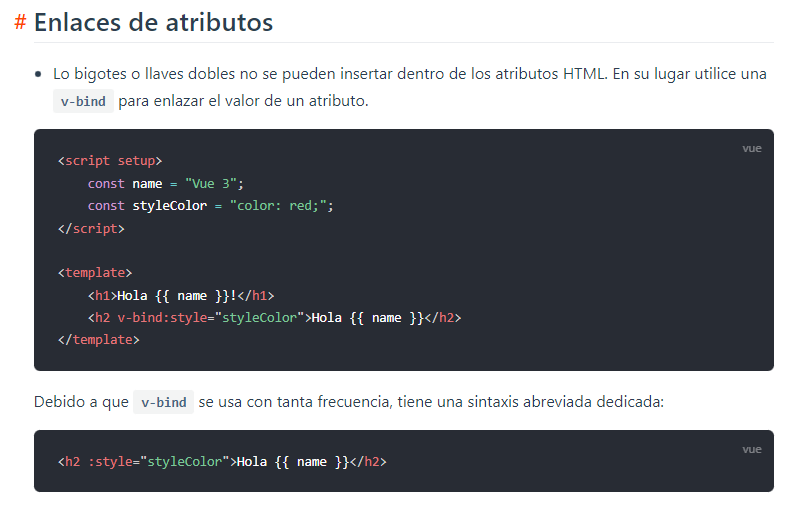 # Enlaces de atributos
• Lo bigotes o llaves dobles no se pueden insertar dentro de los atributos HTML. En su lugar utilice una
v-bind para enlazar el valor de un atributo.
vue
<script setup>
    const name = "Vue 3";
    const styleColor = "color: red;";
</script>

<template>
    <h1>Hola {{ name }}!</h1>
    <h2 v-bind:style="styleColor">Hola {{ name }}</h2>
</template>
Debido a que v-bind se usa con tanta frecuencia, tiene una sintaxis abreviada dedicada:
vue
<h2 :style="styleColor">Hola {{ name }}</h2>